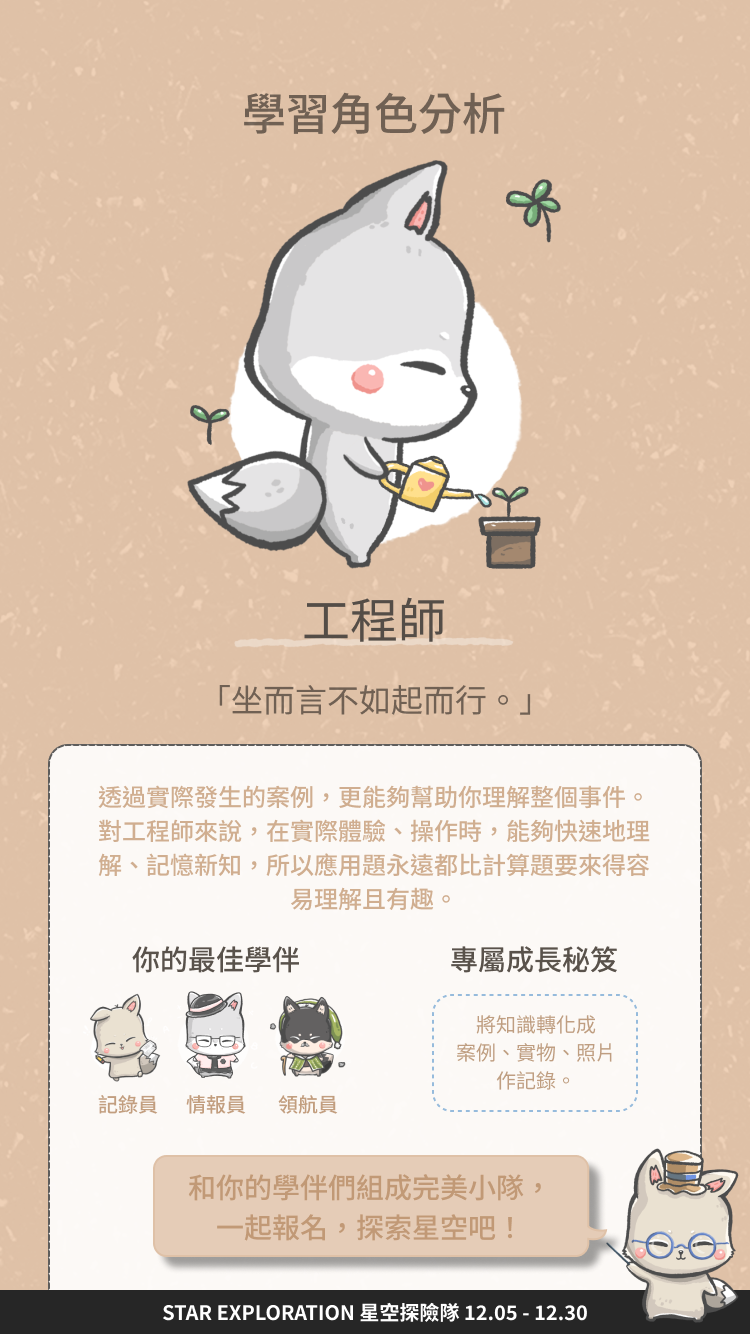 學習角色分析
工程師
「坐而言不如起而行。」
透過實際發生的案例，更能夠幫助你理解整個事件。
對工程師來說，在實際體驗、操作時，能夠快速地理
解、記憶新知，所以應用題永遠都比計算題要來得容
易理解且有趣。
你的最佳學伴
記錄員 情報員 領航員
專屬成長秘笈
將知識轉化成
案例、實物、照片
作記錄。
和你的學伴們組成完美小隊，
一起報名，探索星空吧！
STAR EXPLORATION 星空探險隊 12.05 - 12.30